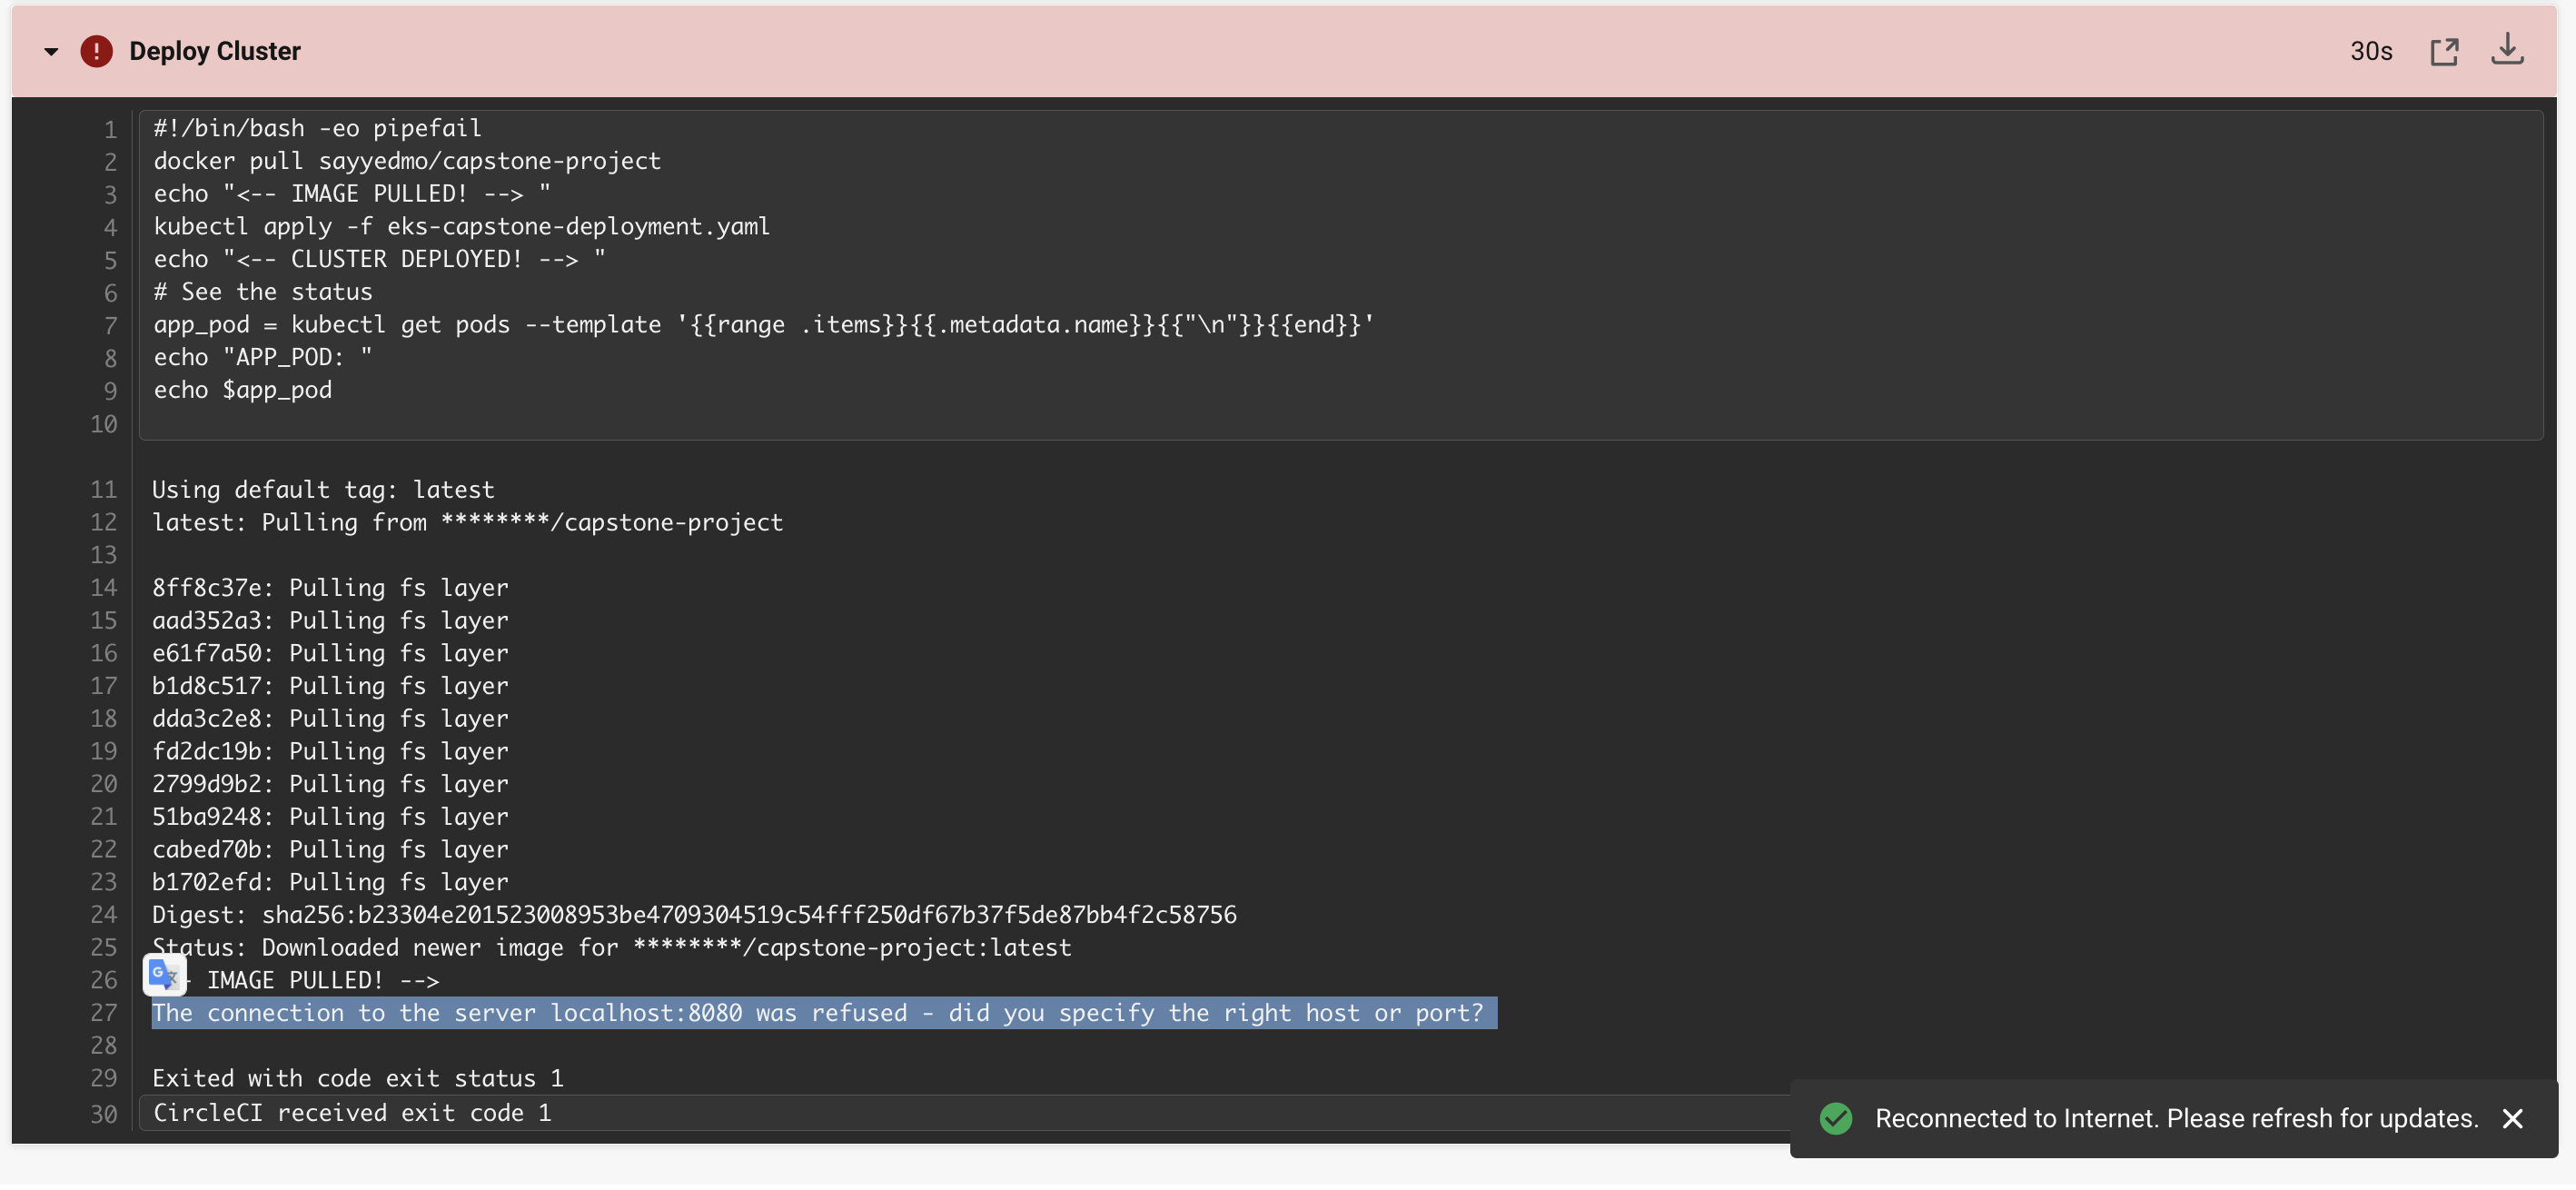 Deploy Cluster 30s
1 #!/bin/bash -eo pipefail
2 docker pull sayyedmo/capstone-project
3 echo "<-- IMAGE PULLED! --> "
4 kubectl apply -f eks-capstone-deployment.yaml
5 echo "<-- CLUSTER DEPLOYED! --> "
6 # See the status
7 app_pod = kubectl get pods --template '{{range .items}}{{.metadata.name}}{{"\n"}}{{end}}'
8 echo "APP_POD: "
9 echo $app_pod
10
11 Using default tag: latest
12 latest: Pulling from ********/capstone-project
13
14 8ff8c37e: Pulling fs layer
15 aad352a3: Pulling fs layer
16 e61f7a50: Pulling fs layer
17 b1d8c517: Pulling fs layer
18 dda3c2e8: Pulling fs layer
19 fd2dc19b: Pulling fs layer
20 2799d9b2: Pulling fs layer
21 51ba9248: Pulling fs layer
22 cabed70b: Pulling fs layer
23 b1702efd: Pulling fs layer
24 Digest: sha256:b23304e201523008953be4709304519c54fff250df67b37f5de87bb4f2c58756
25 Status: Downloaded newer image for ********/capstone-project:latest
26 - IMAGE PULLED! -->
27 The connection to the server localhost:8080 was refused - did you specify the right host or port?
28
29 Exited with code exit status 1
30 CircleCI received exit code 1
Reconnected to Internet. Please refresh for updates.